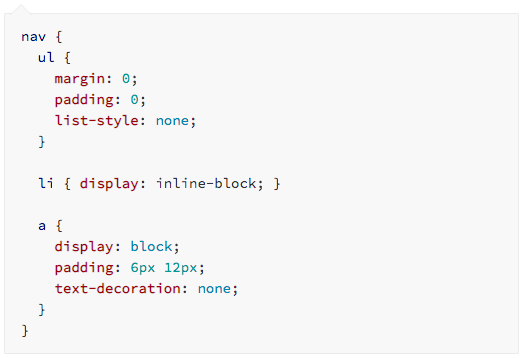 nav {
  ul {
    margin: 0;
    padding: 0;
    list-style: none;
  }

  li { display: inline-block; }

  a {
    display: block;
    padding: 6px 12px;
    text-decoration: none;
  }
}